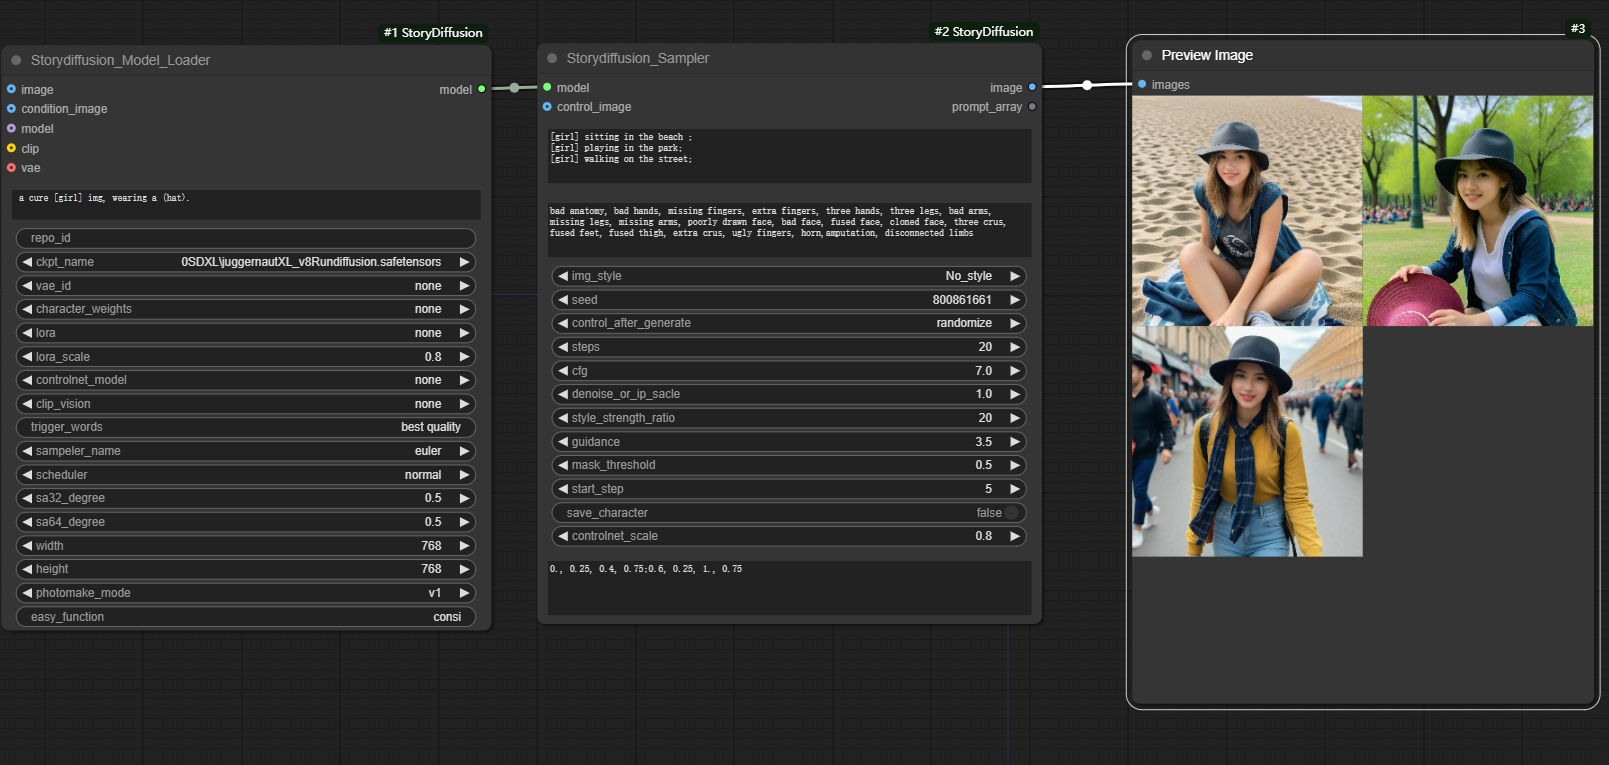 #1 StoryDiffusion
Storydiffusion_Model_Loader
image
model
condition_image
model
clip
vae
a cure [girl] img, wearing a (hat).
repo_id
ckpt_name
0SDXL\juggernautXL_v8Rundiffusion.safetensors
vae_id
none
character_weights
none
lora
none
lora_scale
0.8
controlnet_model
none
clip_vision
none
trigger_words
best quality
sampeler_name
euler
scheduler
normal
sa32_degree
0.5
sa64_degree
0.5
width
768
height
768
photomake_mode
v1
easy_function
consi
#2 StoryDiffusion
Storydiffusion_Sampler
model
image
control_image
prompt_array
[girl] sitting in the beach ;
[girl] playing in the park;
[girl] walking on the street;
bad anatomy, bad hands, missing fingers, extra fingers, three hands, three legs, bad arms,
missing legs, missing arms, poorly drawn face, bad face, fused face, cloned face, three crus,
fused feet, fused thigh, extra crus, ugly fingers, horn,amputation, disconnected limbs
img_style
No_style
seed
800861661
control_after_generate
randomize
steps
20
cfg
7.0
denoise_or_ip_sacle
1.0
style_strength_ratio
20
guidance
3.5
mask_threshold
0.5
start_step
5
save_character
false
controlnet_scale
0.8
0., 0.25, 0.4, 0.75;0.6, 0.25, 1., 0.75
#3
Preview Image
images